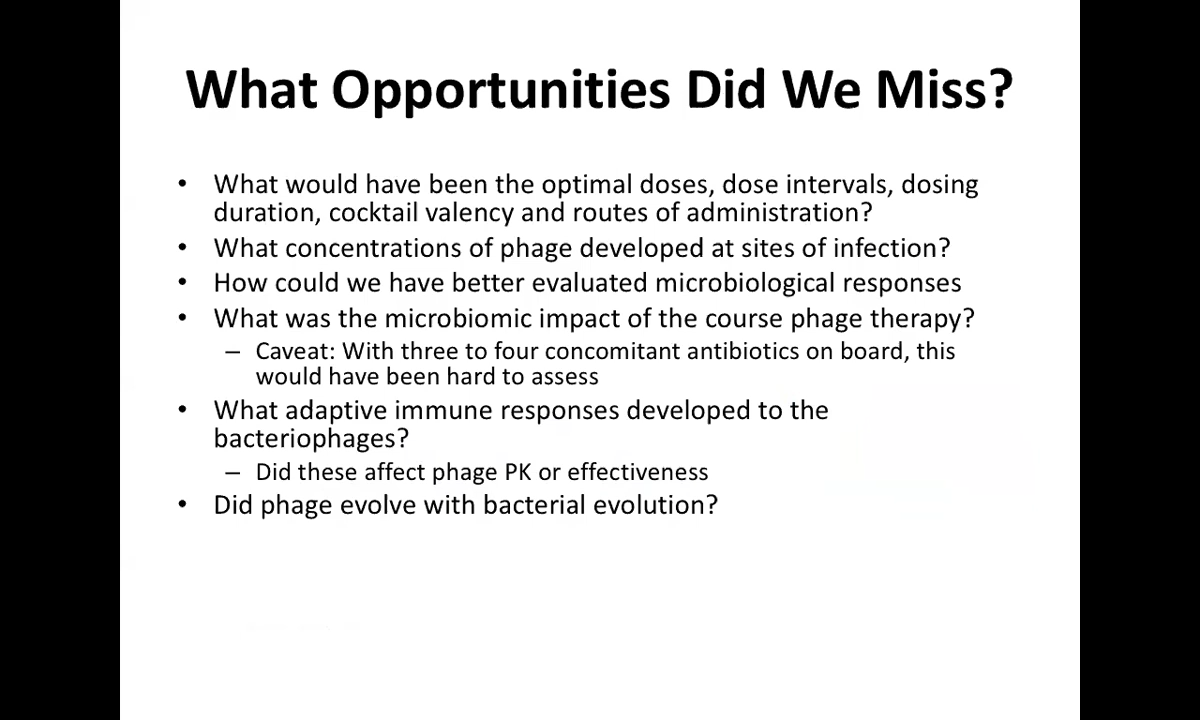 What Opportunities Did We Miss?
• What would have been the optimal doses, dose intervals, dosing
duration, cocktail valency and routes of administration?
• What concentrations of phage developed at sites of infection?
• How could we have better evaluated microbiological responses
• What was the microbiomic impact of the course phage therapy?
– Caveat: With three to four concomitant antibiotics on board, this
would have been hard to assess
• What adaptive immune responses developed to the
bacteriophages?
– Did these affect phage PK or effectiveness
• Did phage evolve with bacterial evolution?